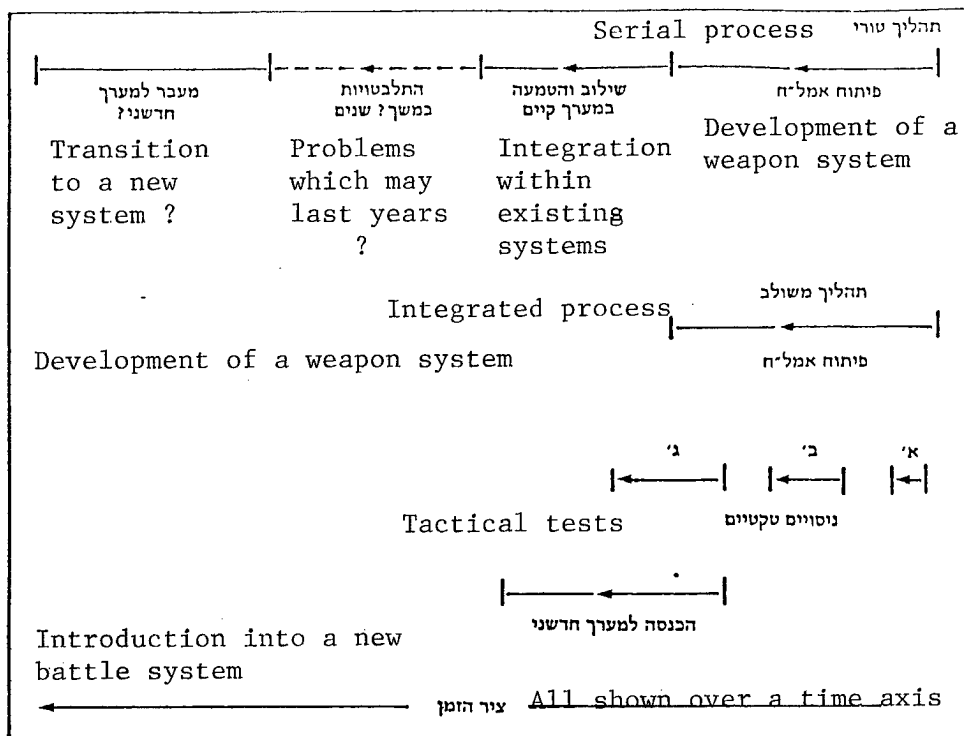 Serial process תהליך טורי
פיתוח אמל״ח
Development of a
weapon system
שילוב והטמעה
במערך קיים
Integration
within
existing
systems
התלבטויות
במשך ? שנים
Problems
which may
last years
?
מעבר למערך
חדשני?
Transition
to a new
system ?
תהליך משולב
Integrated process
פיתוח אמל״ח
Development of a weapon system
א׳
ב׳
ג׳
ניסויים טקטיים
Tactical tests
הכנסה למערך חדשני
Introduction into a new
battle system
ציר הזמן All shown over a time axis